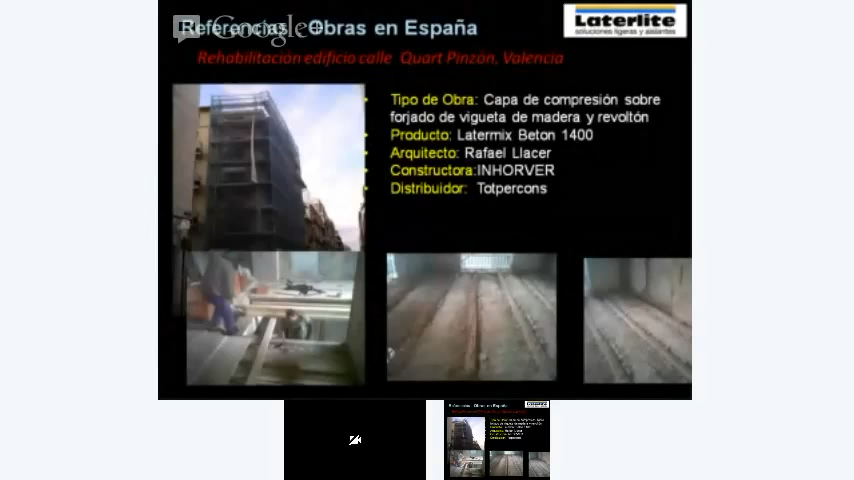 Referencias Obras en España
Google+
Laterlite
soluciones ligeras y aislantes
Rehabilitación edificio calle Quart Pinzón, Valencia
Tipo de Obra: Capa de compresión sobre
forjado de vigueta de madera y revoltón
Producto: Latermix Beton 1400
Arquitecto: Rafael Llacer
Constructora:INHORVER
Distribuidor: Totpercons